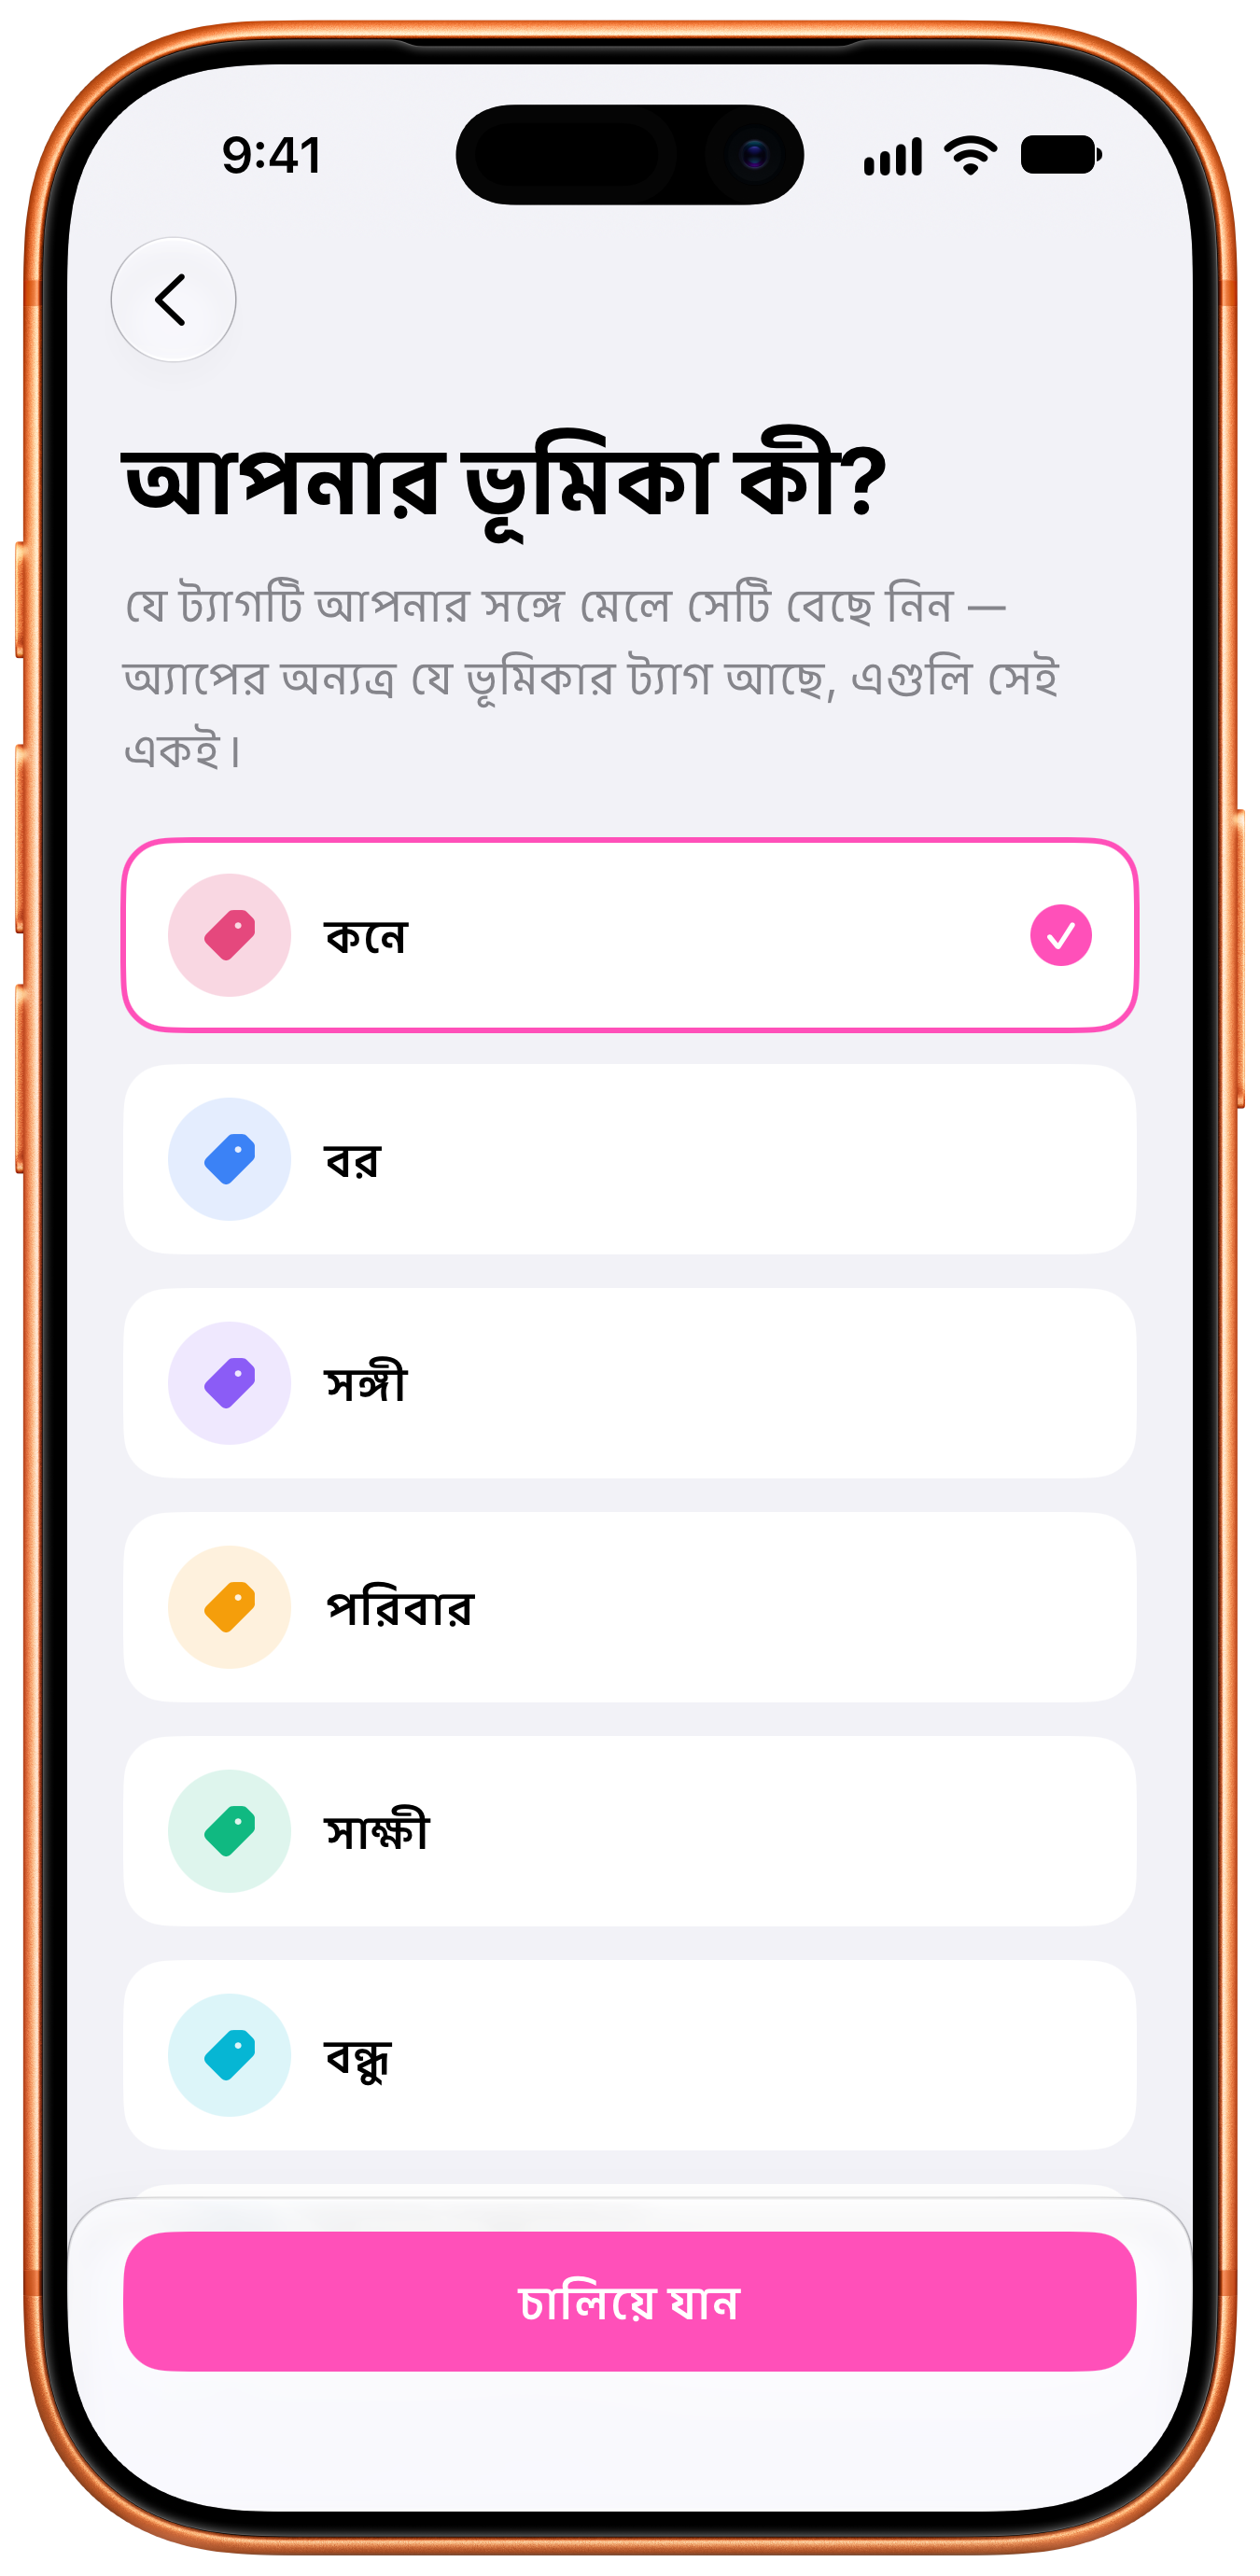 9:41
আপনার ভূমিকা কী?
যে ট্যাগটি আপনার সঙ্গে মেলে সেটি বেছে নিন —
অ্যাপের অন্যত্র যে ভূমিকার ট্যাগ আছে, এগুলি সেই
একই।
কনে
বর
সঙ্গী
পরিবার
সাক্ষী
বন্ধু
চালিয়ে যান